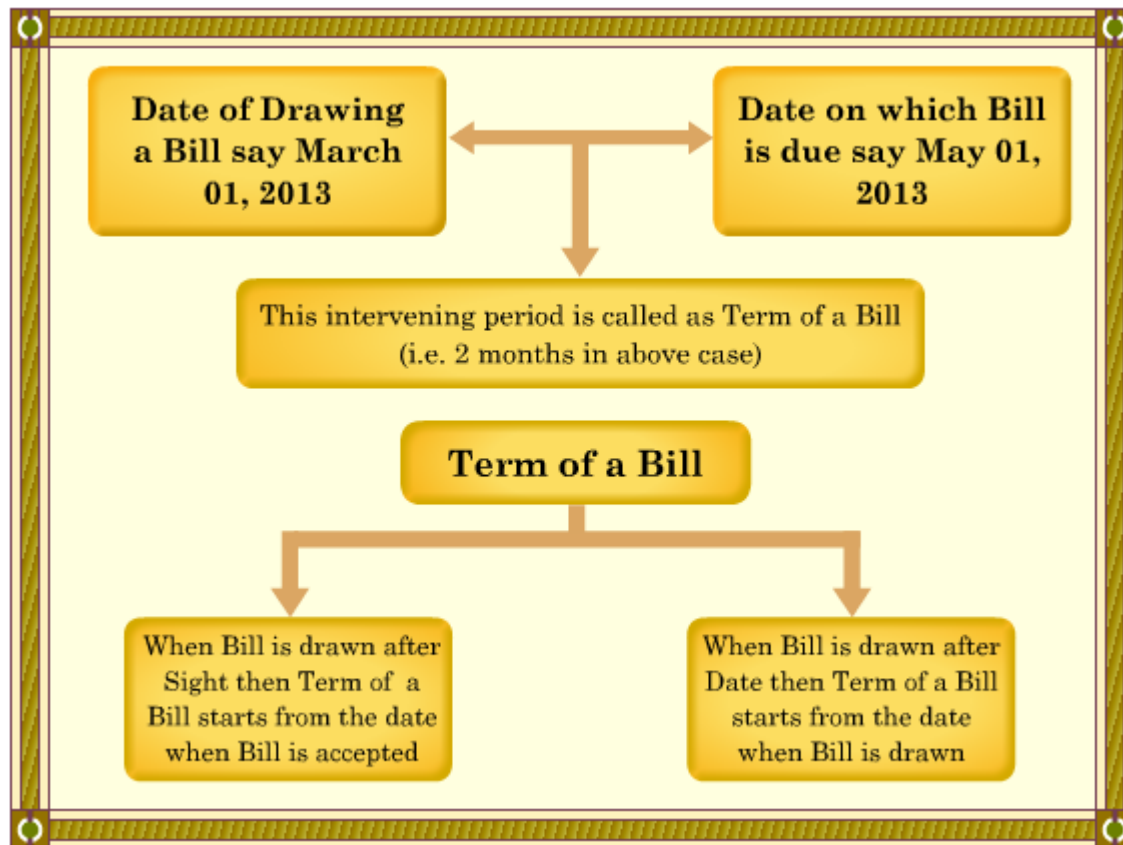 Date of Drawing
a Bill say March
01, 2013
Date on which Bill
is due say May 01,
2013
This intervening period is called as Term of a Bill
(i.e. 2 months in above case)
Term of a Bill
When Bill is drawn after
Sight then Term of a
Bill starts from the date
when Bill is accepted
When Bill is drawn after
Date then Term of a Bill
starts from the date
when Bill is drawn